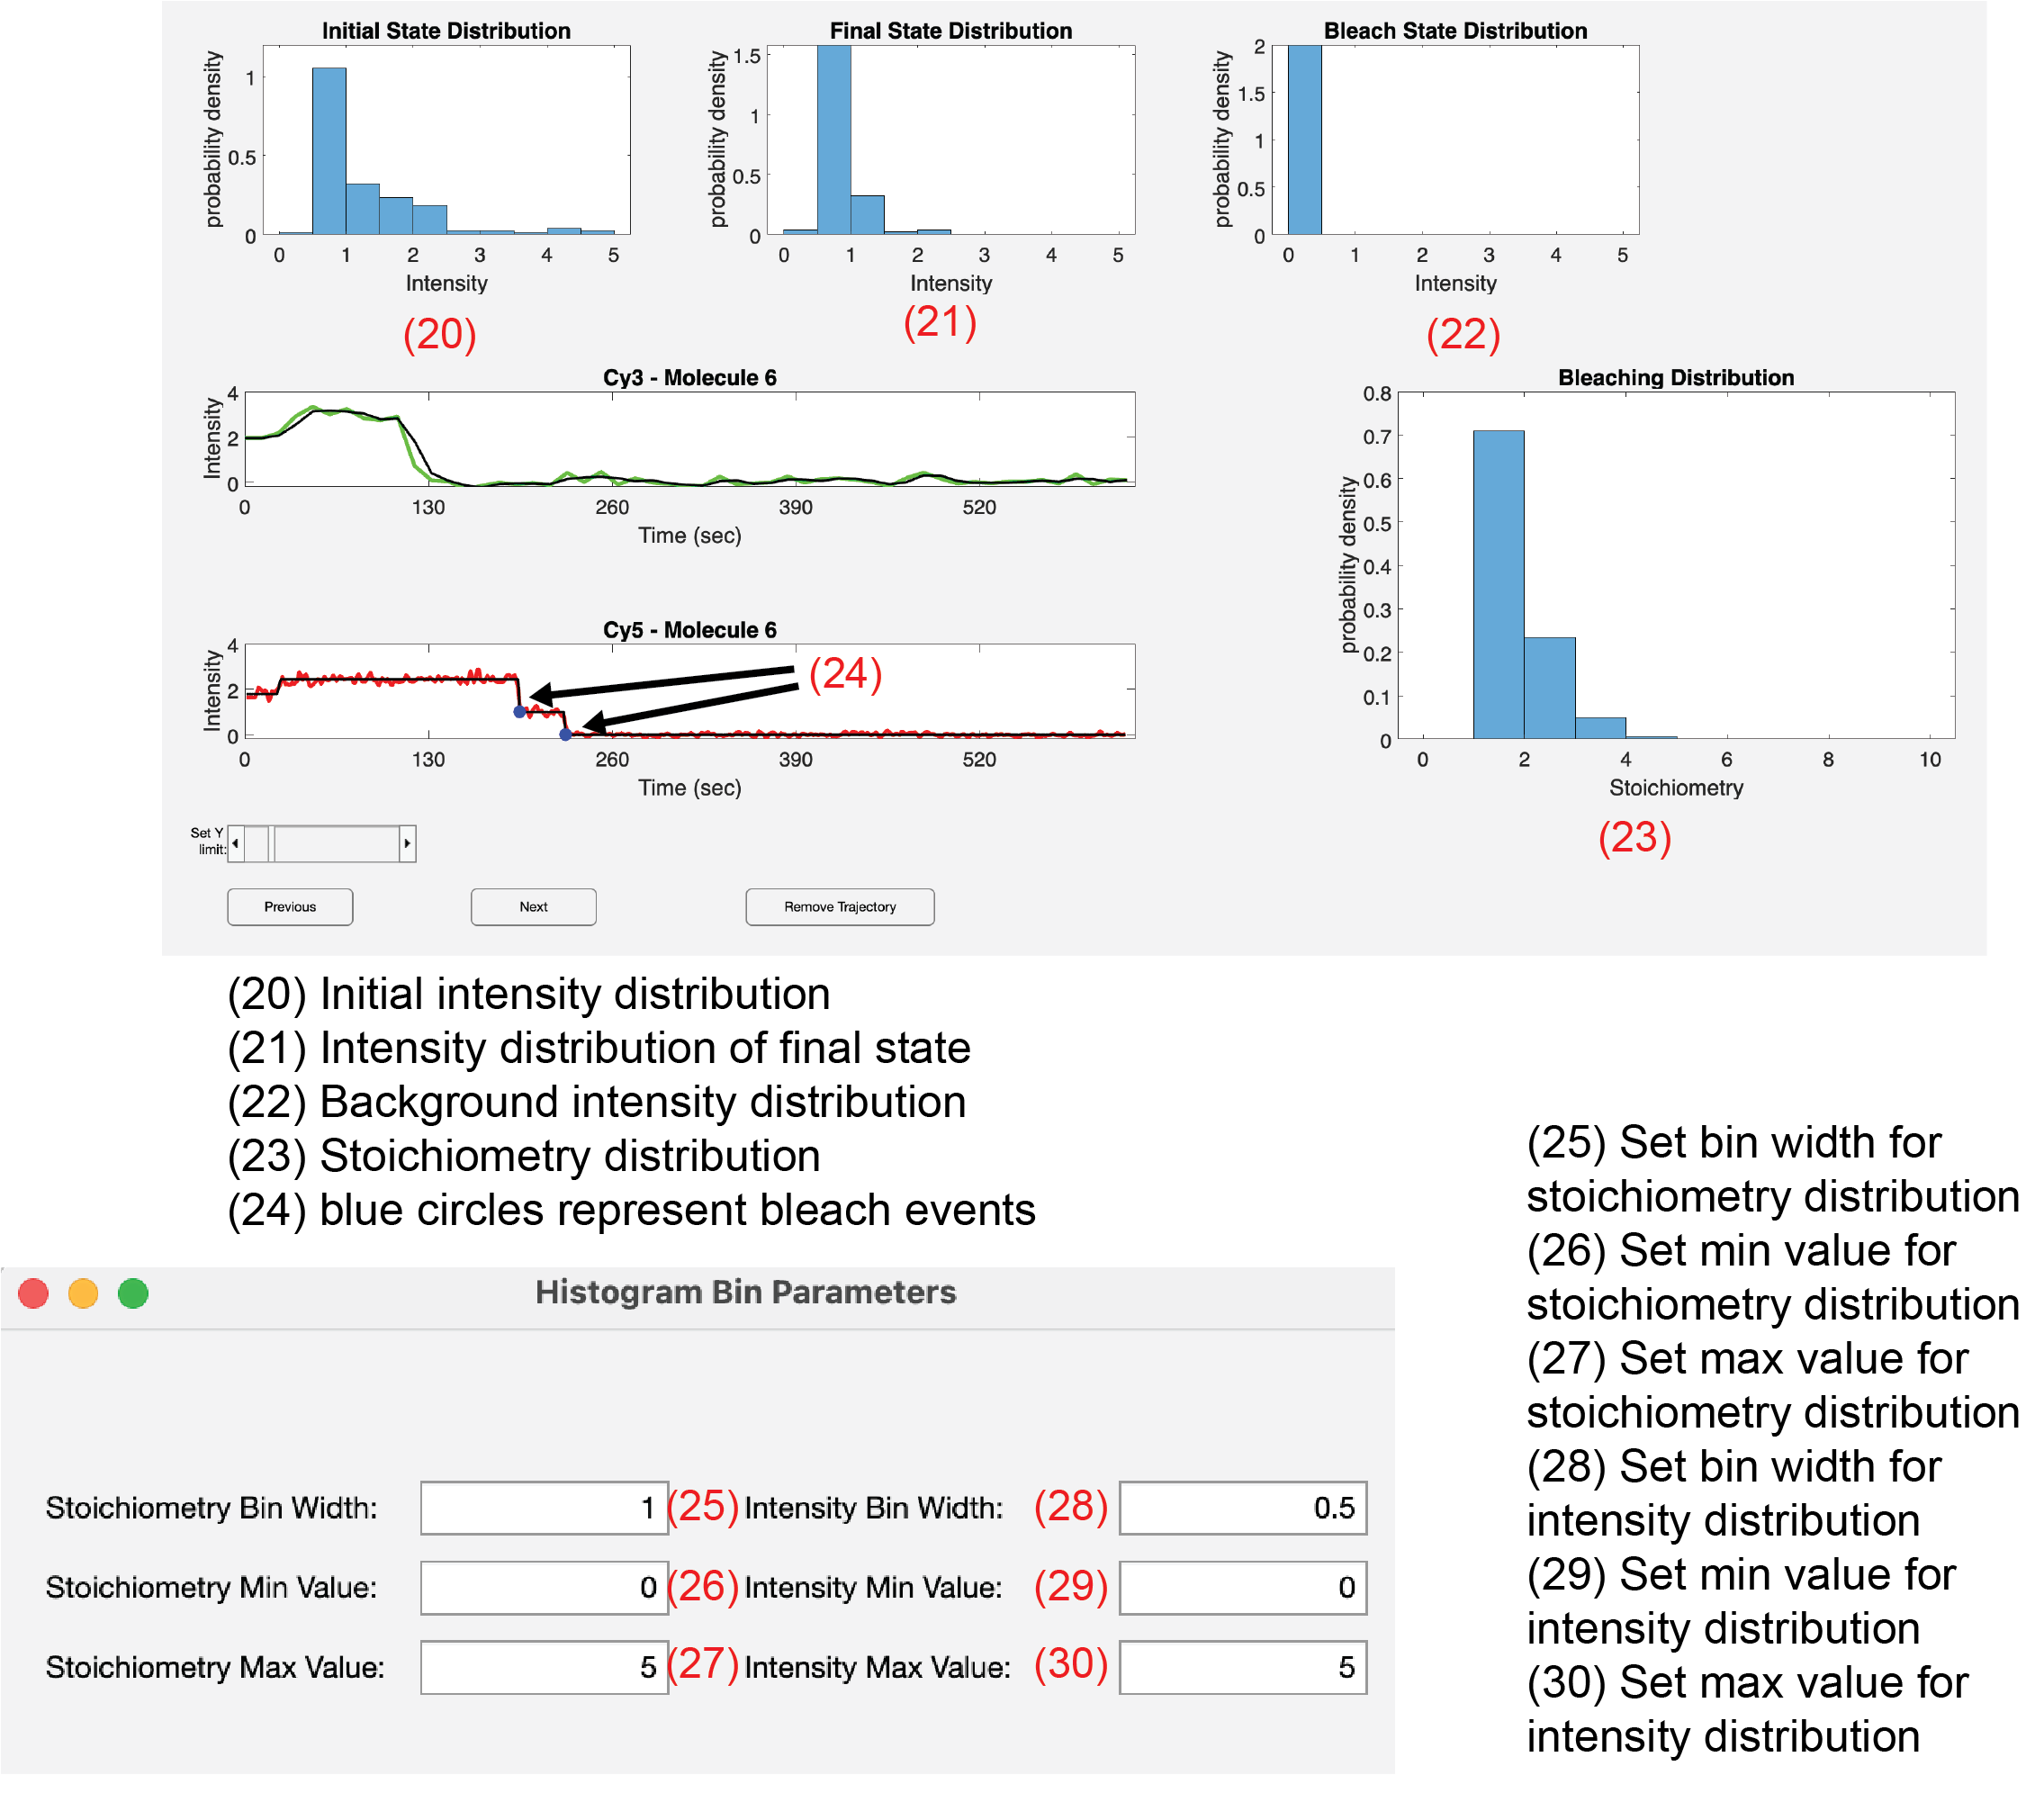 Initial State Distribution
probability density
1
0.5
0
0 1 2 3 4 5
Intensity
(20)
Final State Distribution
probability density
1.5
1
0.5
0
0 1 2 3 4 5
Intensity
(21)
Bleach State Distribution
probability density
2
1.5
1
0.5
0
0 1 2 3 4 5
Intensity
(22)
Cy3 - Molecule 6
Intensity
4
2
0
0 130 260 390 520
Time (sec)
Cy5 - Molecule 6
Intensity
4
2
0
(24)
0 130 260 390 520
Time (sec)
Bleaching Distribution
probability density
0.8
0.7
0.6
0.5
0.4
0.3
0.2
0.1
0
0 2 4 6 8 10
Stoichiometry
(23)
Set Y
limit:
Previous
Next
Remove Trajectory
(20) Initial intensity distribution
(21) Intensity distribution of final state
(22) Background intensity distribution
(23) Stoichiometry distribution
(24) blue circles represent bleach events
Histogram Bin Parameters
Stoichiometry Bin Width: 1 (25) Intensity Bin Width: (28) 0.5
Stoichiometry Min Value: 0 (26) Intensity Min Value: (29) 0
Stoichiometry Max Value: 5 (27) Intensity Max Value: (30) 5
(25) Set bin width for
stoichiometry distribution
(26) Set min value for
stoichiometry distribution
(27) Set max value for
stoichiometry distribution
(28) Set bin width for
intensity distribution
(29) Set min value for
intensity distribution
(30) Set max value for
intensity distribution